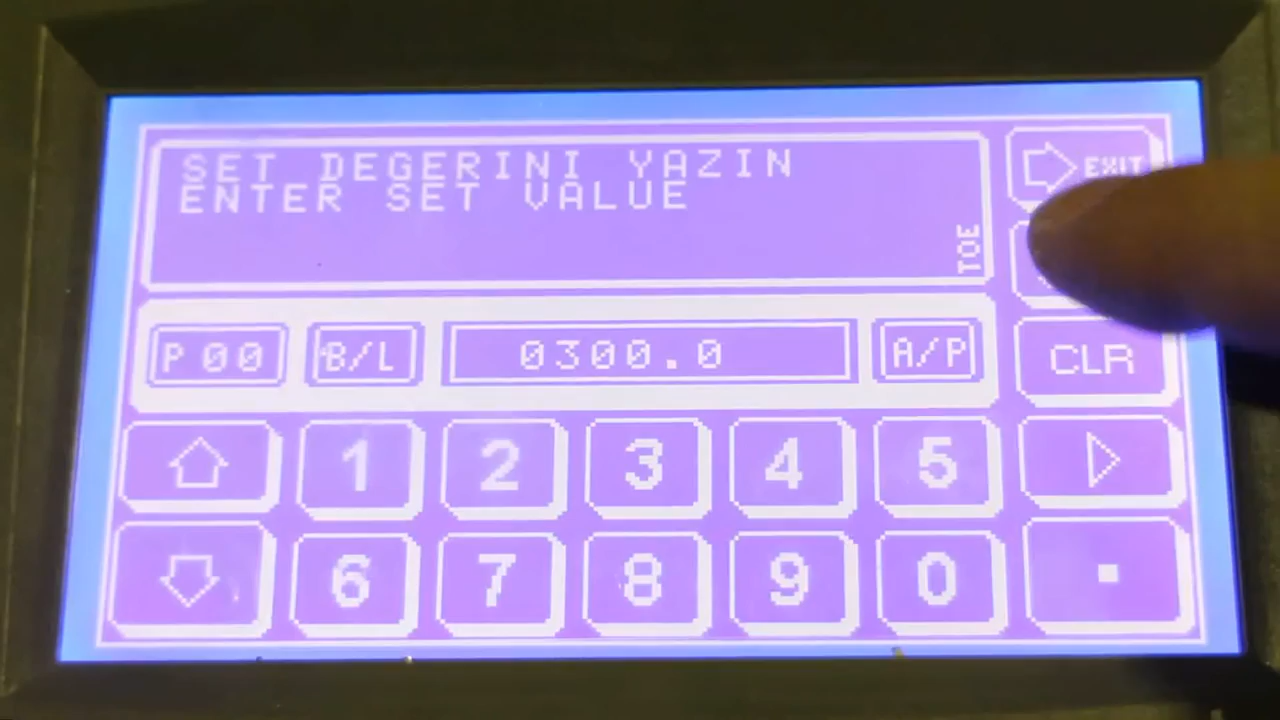 SET DEGERINI YAZIN
ENTER SET VALUE
TOE
EXIT
P00
B/L
0300.0
A/P
CLR
1
2
3
4
5
6
7
8
9
0
.